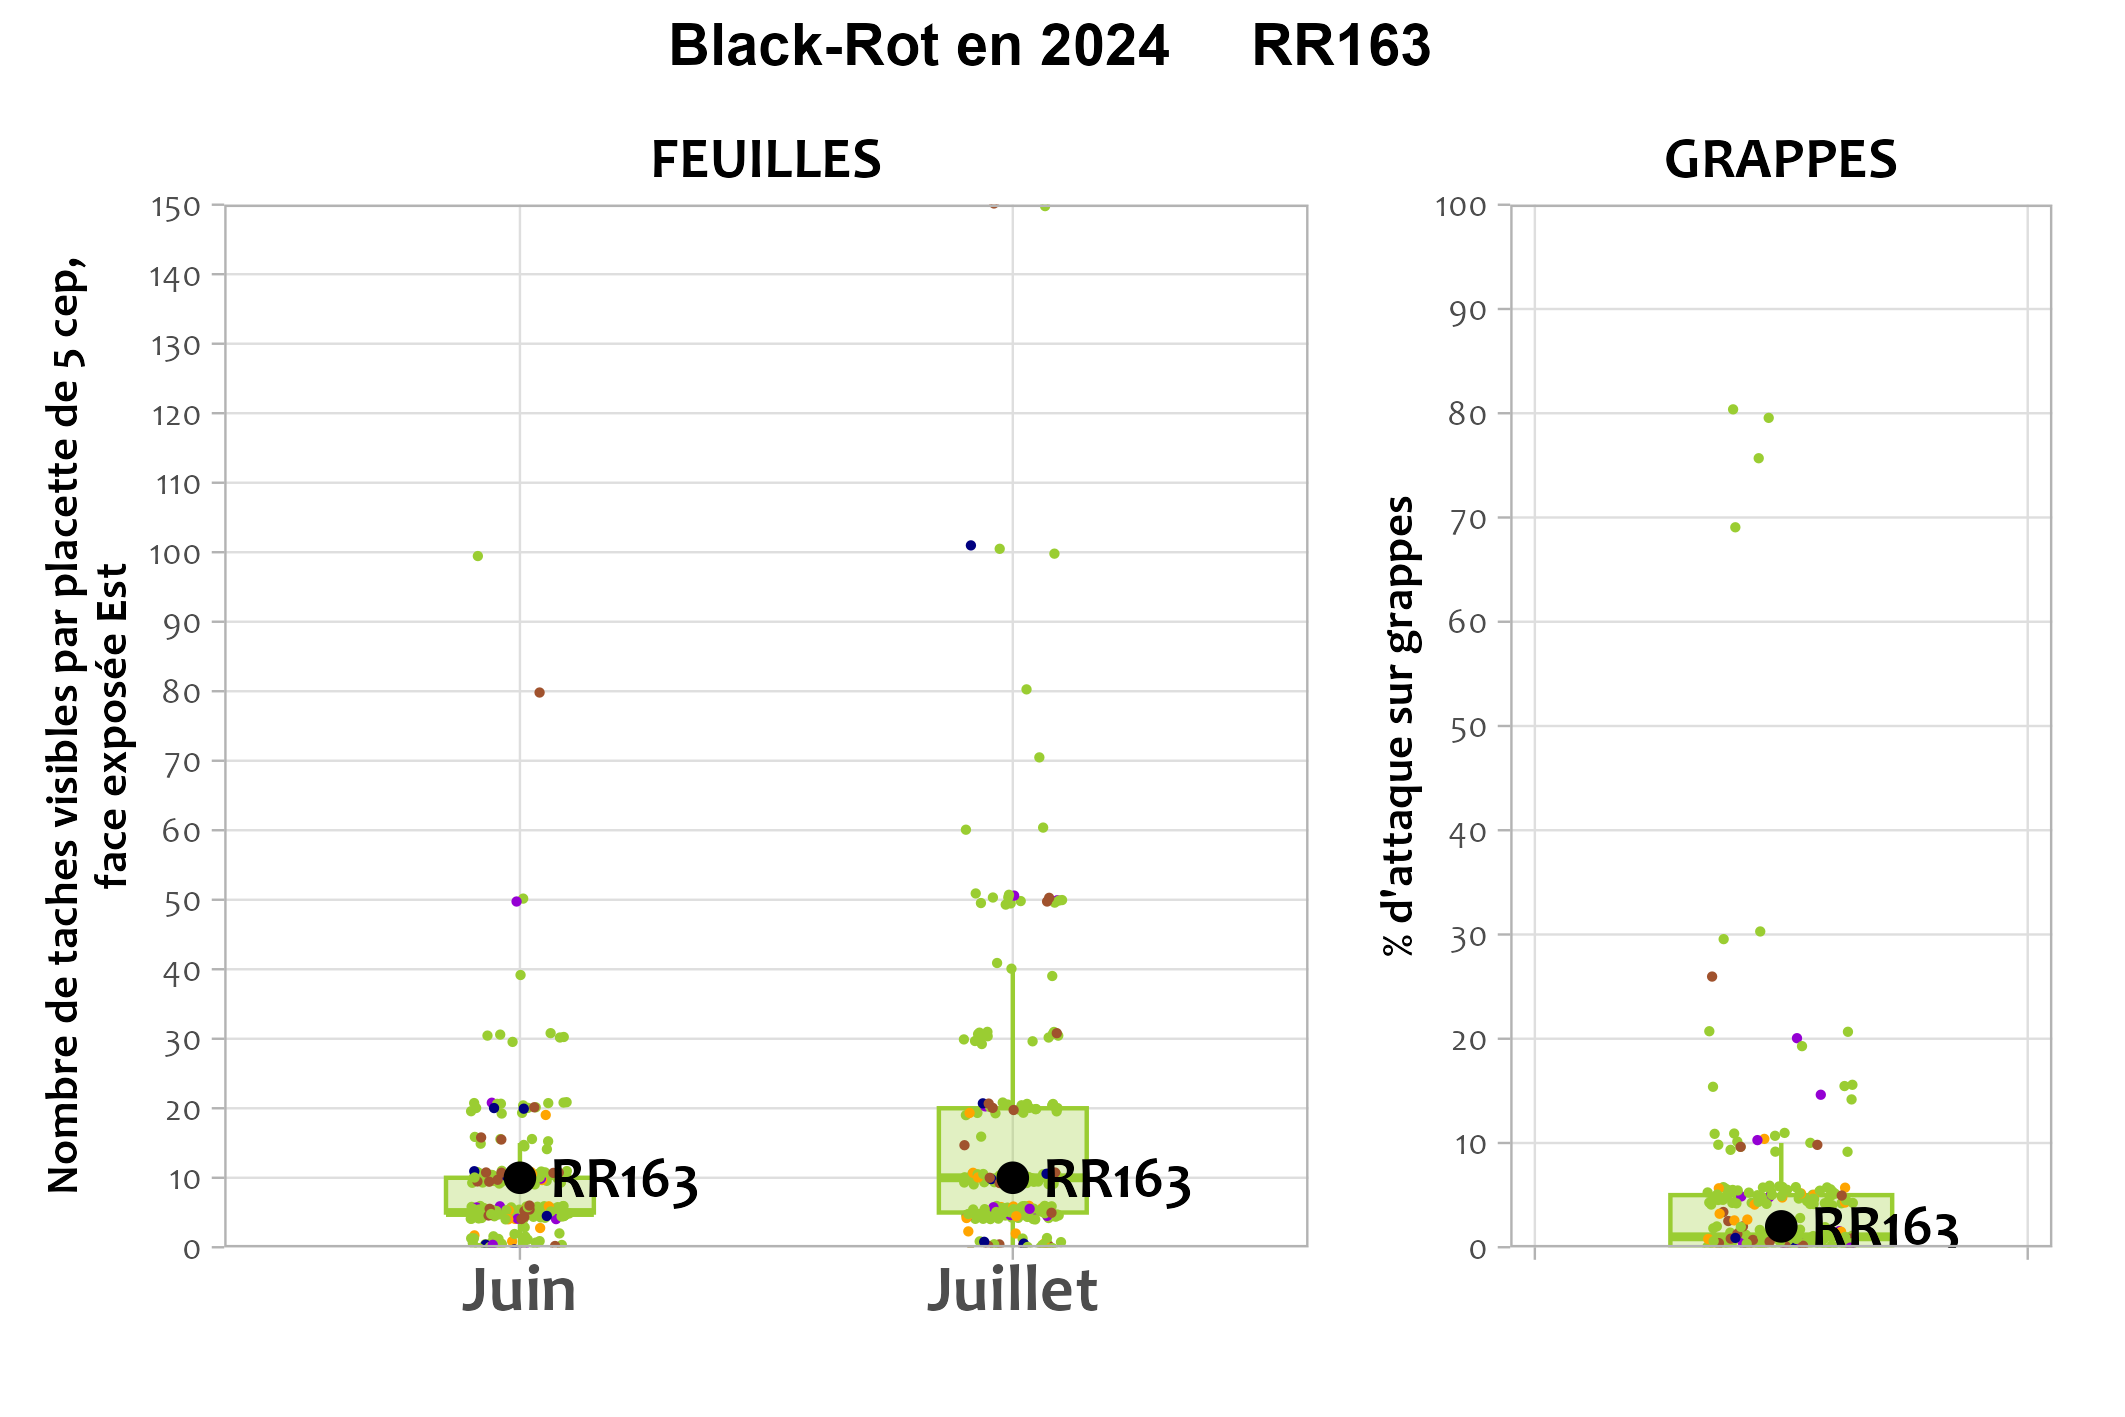 Black-Rot en 2024 RR163
FEUILLES
GRAPPES
Nombre de taches visibles par placette de 5 cep,
face exposée Est
150
140
130
120
110
100
90
80
70
60
50
40
30
20
10
0
RR163
RR163
Juin
Juillet
% d'attaque sur grappes
100
90
80
70
60
50
40
30
20
10
0
RR163